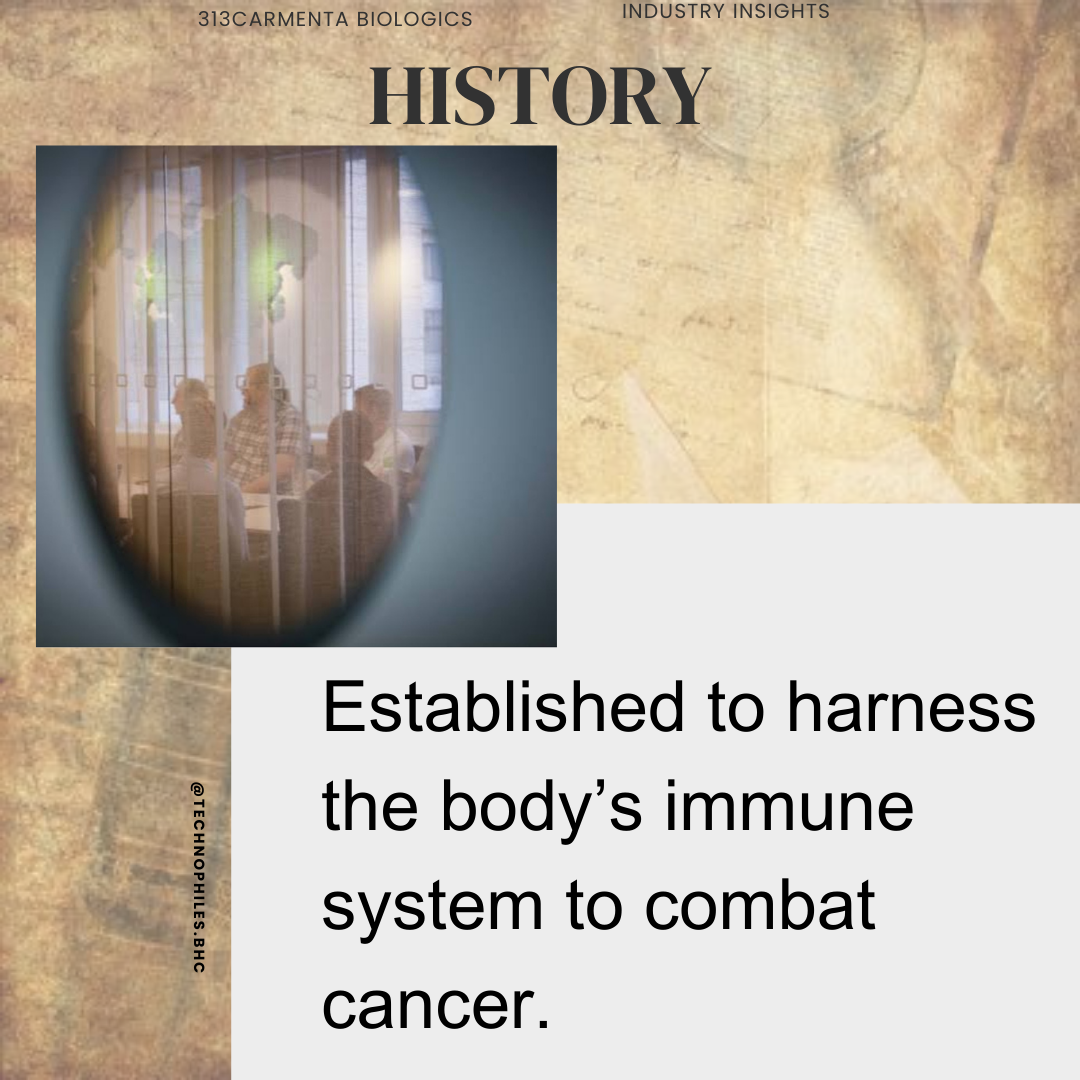 313CARMENTA BIOLOGICS
INDUSTRY INSIGHTS
HISTORY
Established to harness
the body’s immune
system to combat
cancer.
@TECHNOPHILES.BHC